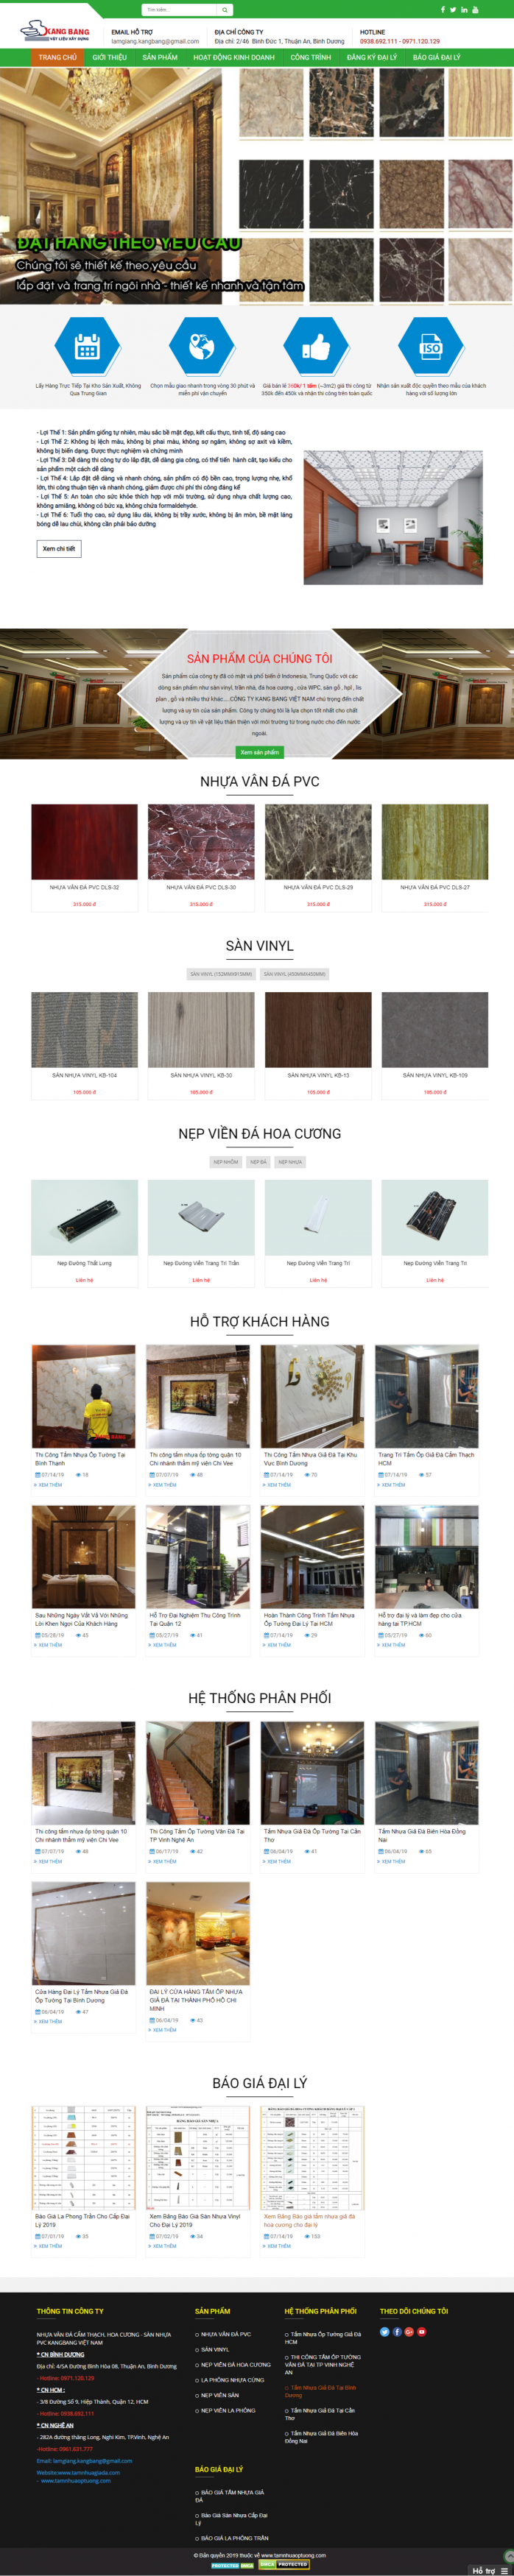 Tìm kiếm...
KANG BANG
VẬT LIỆU XÂY DỰNG
EMAIL HỖ TRỢ
lamgiang.kangbang@gmail.com
ĐỊA CHỈ CÔNG TY
Địa chỉ: 2/46 Bình Đức 1, Thuận An, Bình Dương
HOTLINE
0938.692.111 - 0971.120.129
TRANG CHỦ
GIỚI THIỆU
SẢN PHẨM
HOẠT ĐỘNG KINH DOANH
CÔNG TRÌNH
ĐĂNG KÝ ĐẠI LÝ
BÁO GIÁ ĐẠI LÝ
ĐẶT HÀNG THEO YÊU CẦU
Chúng tôi sẽ thiết kế theo yêu cầu
lắp đặt và trang trí ngôi nhà - thiết kế nhanh và tận tâm
ISO
Lấy Hàng Trực Tiếp Tại Kho Sản Xuất, Không
Qua Trung Gian
Chọn mẫu giao nhanh trong vòng 30 phút và
miễn phí vận chuyển
Giá bán lẻ 360k/ 1 tấm (~3m2) giá thi công từ
350k đến 450k và nhận thi công trên toàn quốc
Nhận sản xuất độc quyền theo mẫu của khách
hàng với số lượng lớn
- Lợi Thế 1: Sản phẩm giống tự nhiên, màu sắc bề mặt đẹp, kết cấu thực, tinh tế, độ sáng cao
- Lợi Thế 2: Không bị lệch màu, không bị phai màu, không sợ ngâm, không sợ axit và kiềm,
không bị biến dạng. Được thực nghiệm và chứng minh
- Lợi Thế 3: Dễ dàng thi công tự do lắp đặt, dễ dàng gia công, có thể tiến hành cắt, tạo kiểu cho
sản phẩm một cách dễ dàng
- Lợi Thế 4: Lắp đặt dễ dàng và nhanh chóng, sản phẩm có độ bền cao, trọng lượng nhẹ, khổ
lớn, thi công thuận tiện và nhanh chóng, giảm được chi phí thi công đáng kể
- Lợi Thế 5: An toàn cho sức khỏe thích hợp với môi trường, sử dụng nhựa chất lượng cao,
không amiăng, không có bức xạ, không chứa formaldehyde.
- Lợi Thế 6: Tuổi thọ cao, sử dụng lâu dài, không bị trầy xước, không bị ăn mòn, bề mặt láng
bóng dễ lau chùi, không cần phải bảo dưỡng
Xem chi tiết
SẢN PHẨM CỦA CHÚNG TÔI
Sản phẩm của công ty đã có mặt và phổ biến ở Indonesia, Trung Quốc với các
dòng sản phẩm như sàn vinyl, trần nhà, đá hoa cương , cửa WPC, sàn gỗ , hpl , lis
plan , gỗ và nhiều thứ khác....CÔNG TY KANG BANG VIỆT NAM chú trọng đến chất
lượng và uy tín của sản phẩm. Công ty chúng tôi là lựa chọn tốt nhất cho chất
lượng và uy tín về vật liệu thân thiện với môi trường từ trong nước cho đến nước
ngoài.
Xem sản phẩm
NHỰA VÂN ĐÁ PVC
NHỰA VÂN ĐÁ PVC DL8-32
NHỰA VÂN ĐÁ PVC DL8-30
NHỰA VÂN ĐÁ PVC DL8-29
NHỰA VÂN ĐÁ PVC DL8-27
315.000 đ
315.000 đ
315.000 đ
315.000 đ
SÀN VINYL
SÀN VINYL (152MMX915MM)
SÀN VINYL (450MMX450MM)
SÀN NHỰA VINYL KB-104
SÀN NHỰA VINYL KB-30
SÀN NHỰA VINYL KB-13
SÀN NHỰA VINYL KB-109
105.000 đ
105.000 đ
105.000 đ
105.000 đ
NẸP VIỀN ĐÁ HOA CƯƠNG
NẸP NHÔM
NẸP ĐÁ
NẸP NHỰA
Nẹp Đường Thắt Lưng
Nẹp Đường Viền Trang Trí Trần
Nẹp Đường Viền Trang Trí
Nẹp Đường Viền Trang Trí
Liên hệ
Liên hệ
Liên hệ
Liên hệ
HỖ TRỢ KHÁCH HÀNG
KANG BANG
Thi Công Tấm Nhựa Ốp Tường Tại
Bình Thạnh
07/14/19 18
XEM THÊM
Thi công tấm nhựa ốp tờng quận 10
Chi nhánh thẩm mỹ viện Chi Vee
07/07/19 48
XEM THÊM
Thi Công Tấm Nhựa Giả Đá Tại Khu
Vực Bình Dương
07/14/19 70
XEM THÊM
Trang Trí Tấm Ốp Giả Đá Cẩm Thạch
HCM
07/14/19 57
XEM THÊM
Sau Những Ngày Vất Vả Với Những
Lời Khen Ngợi Của Khách Hàng
05/28/19 45
XEM THÊM
Hỗ Trợ Đại Nghiệm Thu Công Trình
Tại Quận 12
05/27/19 41
XEM THÊM
Hoàn Thành Công Trình Tấm Nhựa
Ốp Tường Đại Lý Tại HCM
07/14/19 29
XEM THÊM
Hỗ trợ đại lý và làm đẹp cho cửa
hàng tại TP.HCM
05/27/19 60
XEM THÊM
HỆ THỐNG PHÂN PHỐI
Thi công tấm nhựa ốp tờng quận 10
Chi nhánh thẩm mỹ viện Chi Vee
07/07/19 48
XEM THÊM
Thi Công Tấm Ốp Tường Vân Đá Tại
TP Vinh Nghệ An
06/17/19 42
XEM THÊM
Tấm Nhựa Giả Đá Ốp Tường Tại Cần
Thơ
06/04/19 41
XEM THÊM
Tấm Nhựa Giả Đá Biên Hòa Đồng
Nai
06/04/19 65
XEM THÊM
Cửa Hàng Đại Lý Tấm Nhựa Giả Đá
Ốp Tường Tại Bình Dương
06/04/19 47
XEM THÊM
ĐẠI LÝ CỬA HÀNG TẤM ỐP NHỰA
GIẢ ĐÁ TẠI THÀNH PHỐ HỒ CHÍ
MINH
06/04/19 43
XEM THÊM
BÁO GIÁ ĐẠI LÝ
Báo Giá La Phong Trần Cho Cấp Đại
Lý 2019
07/01/19 35
XEM THÊM
Xem Bảng Báo Giá Sàn Nhựa Vinyl
Cho Đại Lý 2019
07/02/19 34
XEM THÊM
Xem Bảng Báo giá tấm nhựa giả đá
hoa cương cho đại lý
07/14/19 153
XEM THÊM
THÔNG TIN CÔNG TY
NHỰA VÂN ĐÁ CẨM THẠCH, HOA CƯƠNG - SÀN NHỰA
PVC KANGBANG VIỆT NAM
* CN BÌNH DƯƠNG
Địa chỉ: 4/5A Đường Bình Hòa 08, Thuận An, Bình Dương
- Hotline: 0971.120.129
* CN HCM :
- 3/8 Đường Số 9, Hiệp Thành, Quận 12, HCM
- Hotline: 0938.692.111
* CN NGHỆ AN
- 282A đường thăng Long, Nghi Kim, TP.Vinh, Nghệ An
-Hotline: 0961.631.777
Email: lamgiang.kangbang@gmail.com
Website:www.tamnhuagiada.com
- www.tamnhuaoptuong.com
SẢN PHẨM
NHỰA VÂN ĐÁ PVC
SÀN VINYL
NẸP VIỀN ĐÁ HOA CƯƠNG
LA PHÔNG NHỰA CỨNG
NẸP VIỀN SÀN
NẸP VIỀN LA PHÔNG
BÁO GIÁ ĐẠI LÝ
BÁO GIÁ TẤM NHỰA GIẢ
ĐÁ
Báo Giá Sàn Nhựa Cấp Đại
Lý
BÁO GIÁ LA PHÔNG TRẦN
HỆ THỐNG PHÂN PHỐI
Tấm Nhựa Ốp Tường Giả Đá
HCM
THI CÔNG TẤM ỐP TƯỜNG
VÂN ĐÁ TẠI TP VINH NGHỆ
AN
Tấm Nhựa Giả Đá Tại Bình
Dương
Tấm Nhựa Giả Đá Tại Cần
Thơ
Tấm Nhựa Giả Đá Biên Hòa
Đồng Nai
THEO DÕI CHÚNG TÔI
© Bản quyền 2019 thuộc về www.tamnhuaoptuong.com
PROTECTED DMCA
DMCA PROTECTED
Hỗ trợ